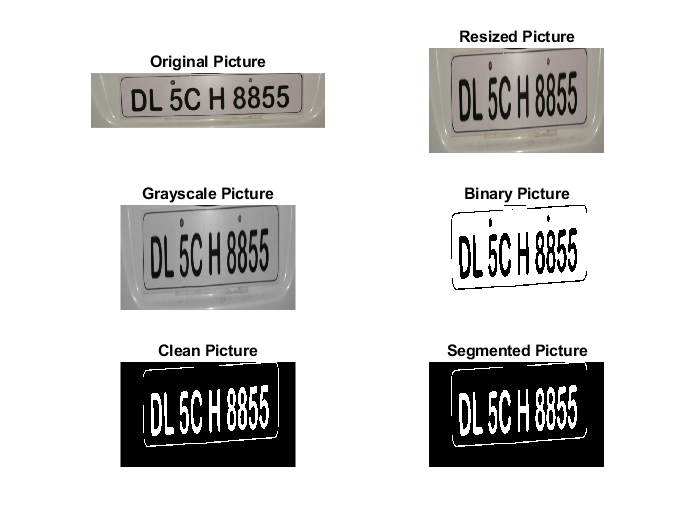 Original Picture
DL 5C H 8855
Resized Picture
DL 5C H 8855
Grayscale Picture
DL 5C H 8855
Binary Picture
DL 5C H 8855
Clean Picture
DL 5C H 8855
Segmented Picture
DL 5C H 8855